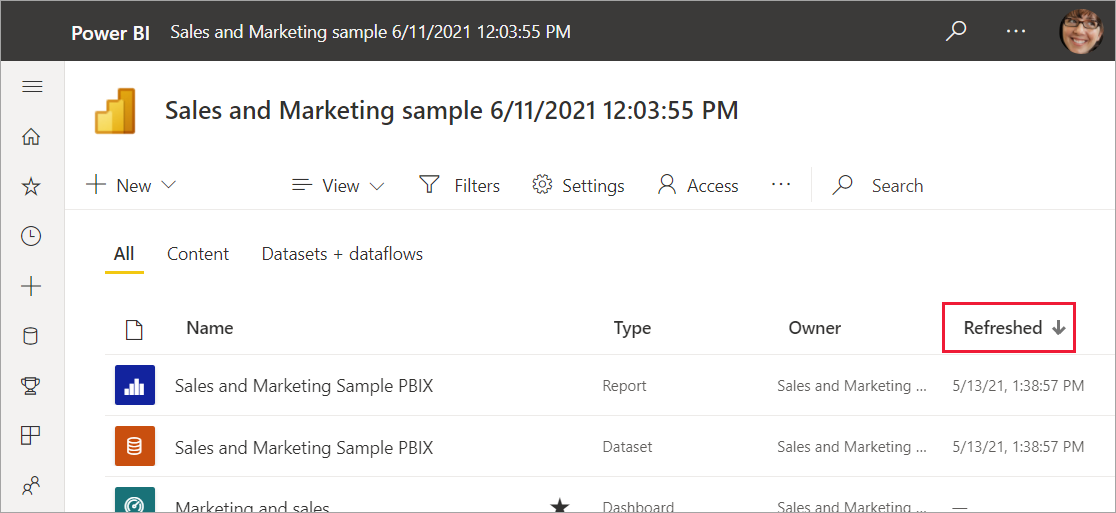 Power BI Sales and Marketing sample 6/11/2021 12:03:55 PM ...
Sales and Marketing sample 6/11/2021 12:03:55 PM
New View Filters Settings Access ... Search
All Content Datasets + dataflows
Name Type Owner Refreshed
Sales and Marketing Sample PBIX Report Sales and Marketing ... 5/13/21, 1:38:57 PM
Sales and Marketing Sample PBIX Dataset Sales and Marketing ... 5/13/21, 1:38:57 PM
Marketing and sales Dashboard Sales and Marketing ... —